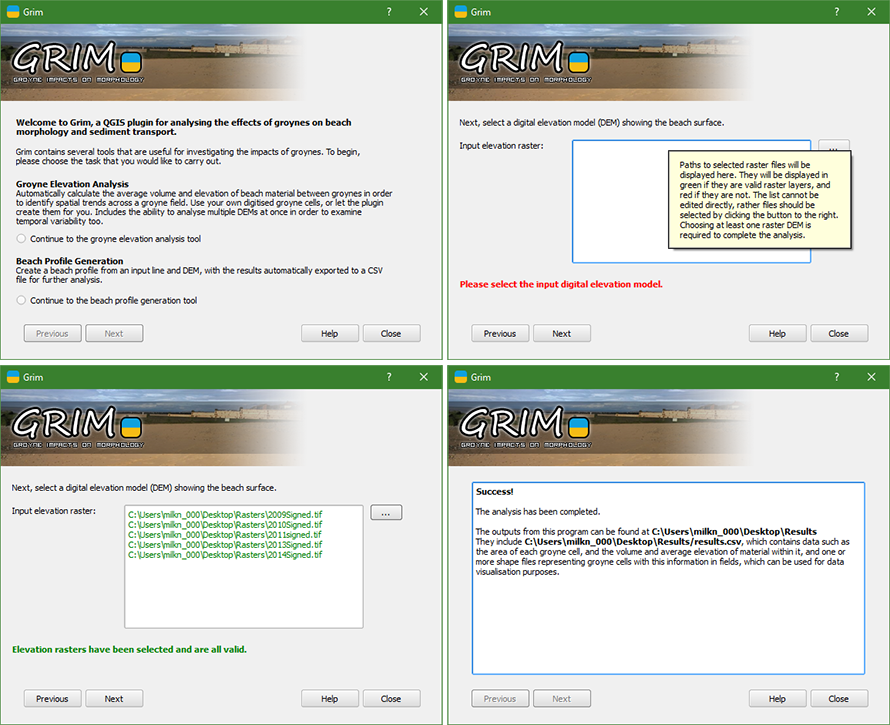 Grim
?
GRIM
GROYNE IMPACTS ON MORPHOLOGY
Welcome to Grim, a QGIS plugin for analysing the effects of groynes on beach
morphology and sediment transport.
Grim contains several tools that are useful for investigating the impacts of groynes. To begin,
please choose the task that you would like to carry out.
Groyne Elevation Analysis
Automatically calculate the average volume and elevation of beach material between groynes in order
to identify spatial trends across a groyne field. Use your own digitised groyne cells, or let the plugin
create them for you. Includes the ability to analyse multiple DEMs at once in order to examine
temporal variability too.
Continue to the groyne elevation analysis tool
Beach Profile Generation
Create a beach profile from an input line and DEM, with the results automatically exported to a CSV
file for further analysis.
Continue to the beach profile generation tool
Previous Next Help Close
Grim
?
GRIM
GROYNE IMPACTS ON MORPHOLOGY
Next, select a digital elevation model (DEM) showing the beach surface.
Input elevation raster:
...
Paths to selected raster files will be
displayed here. They will be displayed in
green if they are valid raster layers, and
red if they are not. The list cannot be
edited directly, rather files should be
selected by clicking the button to the right.
Choosing at least one raster DEM is
required to complete the analysis.
Please select the input digital elevation model.
Previous Next Help Close
Grim
?
GRIM
GROYNE IMPACTS ON MORPHOLOGY
Next, select a digital elevation model (DEM) showing the beach surface.
Input elevation raster:
C:\Users\milkn_000\Desktop\Rasters\2009Signed.tif
C:\Users\milkn_000\Desktop\Rasters\2010Signed.tif
C:\Users\milkn_000\Desktop\Rasters\2011signed.tif
C:\Users\milkn_000\Desktop\Rasters\2013Signed.tif
C:\Users\milkn_000\Desktop\Rasters\2014Signed.tif
...
Elevation rasters have been selected and are all valid.
Previous Next Help Close
Grim
?
GRIM
GROYNE IMPACTS ON MORPHOLOGY
Success!
The analysis has been completed.
The outputs from this program can be found at C:\Users\milkn_000\Desktop\Results
They include C:\Users\milkn_000\Desktop\Results/results.csv, which contains data such as
the area of each groyne cell, and the volume and average elevation of material within it, and one or
more shape files representing groyne cells with this information in fields, which can be used for data
visualisation purposes.
Previous Next Help Close